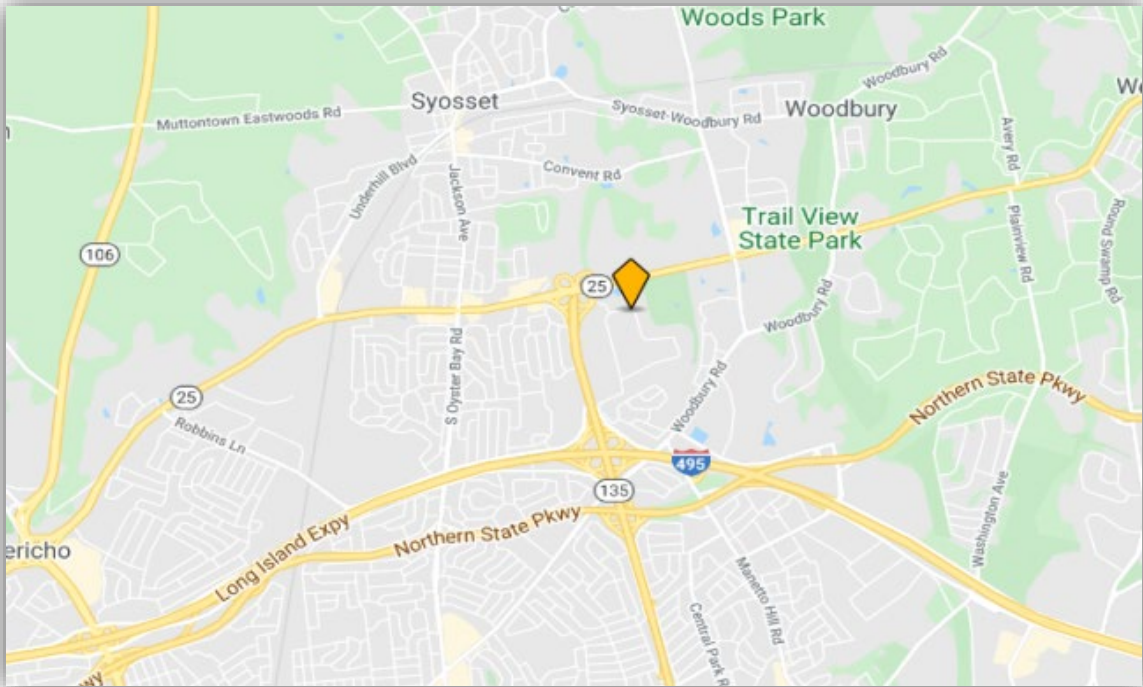 Woods Park
Syosset
Muttontown Eastwoods Rd
Syosset-Woodbury Rd
Woodbury
Woodbury Rd
Avery Rd
Underhill Blvd
Jackson Ave
Convent Rd
Trail View
State Park
Plainview Rd
Round Swamp Rd
106
25
Woodbury Rd
S Oyster Bay Rd
25
Robbins Ln
Woodbury Rd
Northern State Pkwy
495
135
ericho
Long Island Expy
Northern State Pkwy
Washington Ave
Manetto Hill Rd
Central Park R
wy